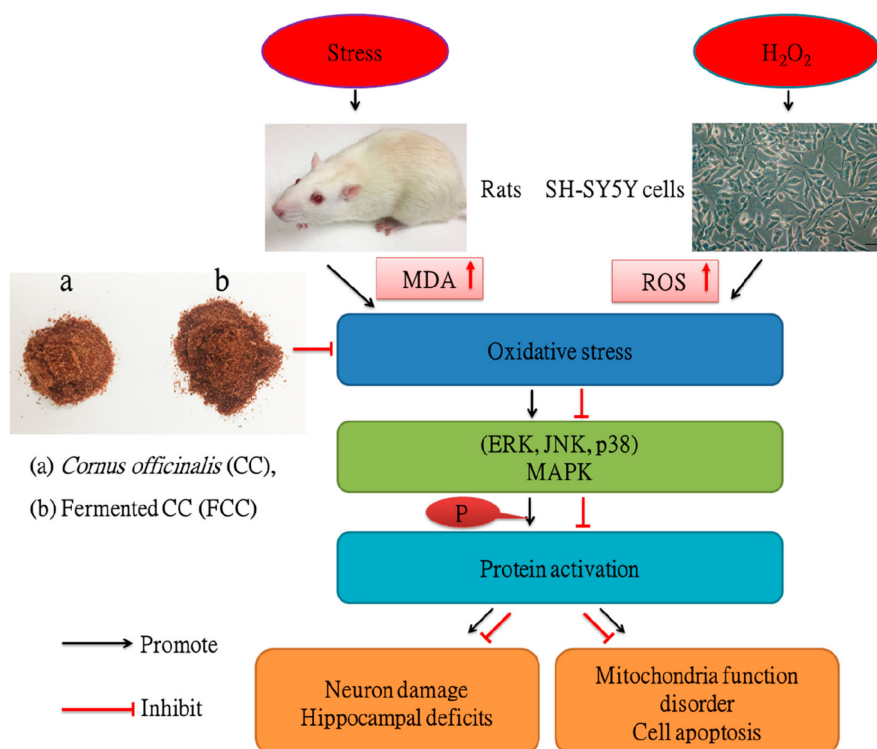 Stress
H₂O₂
Rats
SH-SY5Y cells
MDA
ROS
a
b
Oxidative stress
(ERK, JNK, p38)
MAPK
(a) Cornus officinalis (CC),
(b) Fermented CC (FCC)
P
Protein activation
Promote
Inhibit
Neuron damage
Hippocampal deficits
Mitochondria function
disorder
Cell apoptosis